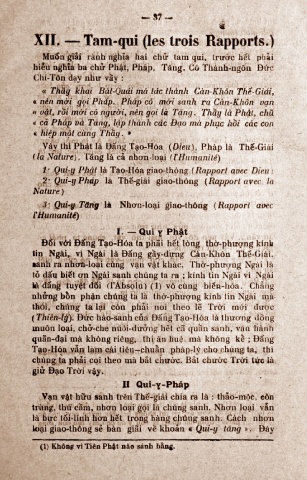 — 37 —
XII. — Tam-qui (les trois Rapports.)
Muốn giải rành nghĩa hai chữ tam qui, trước hết phải
hiểu nghĩa ba chữ Phật, Pháp, Tăng, Có Thánh-ngôn Đức
Chí-Tôn dạy như vầy :
« Thầy khai Bát-Quái mà tác thành Càn-Khôn Thế Giái,
« nên mới gọi Pháp. Pháp có mới sanh ra Càn-Khôn vạn
« vật, rồi mới có người, nên gọi là Tăng. Thầy là Phật, chủ
« cả Pháp và Tăng, lập thành các Đạo mà phục hồi các con
« hiệp một cùng Thầy. »
Vậy thì Phật là Đấng Tạo-Hóa (Dieu), Pháp là Thế-Giái
(la Nature). Tăng là cả nhơn-loại (l'Humanité)
1· Qui-y Phật là Tạo-Hóa giao-thông (Rapport avec Dieu :
2· Qui-y Pháp là Thế-giái giao-thông (Rapport avec la
Nature)
3· Qui-y Tăng là Nhơn-loại giao-thông (Rapport avec
l'Humanité)
I. — Qui y Phật
Đối với Đấng Tạo-Hóa ta phải hết lòng, thờ-phượng kính
tin Ngài, vì Ngài là Đấng gầy-dựng Càn-Khôn Thế-Giái.
sanh ra nhơn-loại cùng vạn vật khác. Thờ-phượng Ngài là
tỏ dấu biết ơn Ngài sanh chúng ta ra ; kính tin Ngài vì Ngài
là đấng tuyệt đối (l'Absolu) (1) vô cùng biến-hóa. Chẳng
những bổn phận chúng ta là thờ-phượng kính tin Ngài mà
thôi, chúng ta lại còn phải noi theo lẽ Trời mới được
(Thiên-lý). Đức háo-sanh của Đấng Tạo-Hóa là thương đồng
muôn loại, chở-che nuôi-dưỡng hết cả quần sanh, vận hành
quần-đại mà không riêng, thi ân huệ mà không kể ; Đấng
Tạo-Hóa vẫn làm cái tiêu-chuẩn pháp-lý cho chúng ta, thì
chúng ta phải coi theo mà bắt chước. Bắt chước Trời tức là
giữ Đạo Trời vậy.
II Qui-y-Pháp
Vạn vật hữu sanh trên Thế-giái chia ra là : thảo-mộc, côn
trùng, thú cầm, nhơn loại gọi là chúng sanh. Nhơn loại vẫn
là bực tối-linh hơn hết trong hàng chúng sanh. Cách nhơn
loại giao-thông sẽ bàn giải về khoản « Qui-y tăng ». Đây
(1) Không vì Tiên Phật nào sánh bằng.